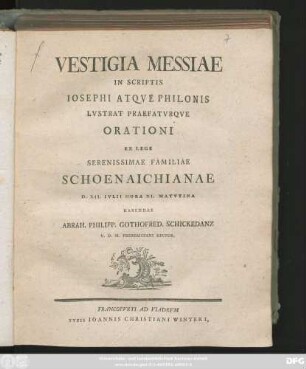 VESTIGIA MESSIAE
IN SCRIPTIS
IOSEPHI ATQVE PHILONIS
LVSTRAT PRAEFATVRQVE
ORATIONI
EX LEGE
SERENISSIMAE FAMILIAE
SCHOENAICHIANAE
D. III. IVLII HORA XI. MATVTINA
HABENDAE
ABRAH. PHILIPP. GOTHOFRED. SCHICKEDANZ
FRANCOFVRTI AD VIADRVM
TYPIS IOANNIS CHRISTIANI WINTERI,